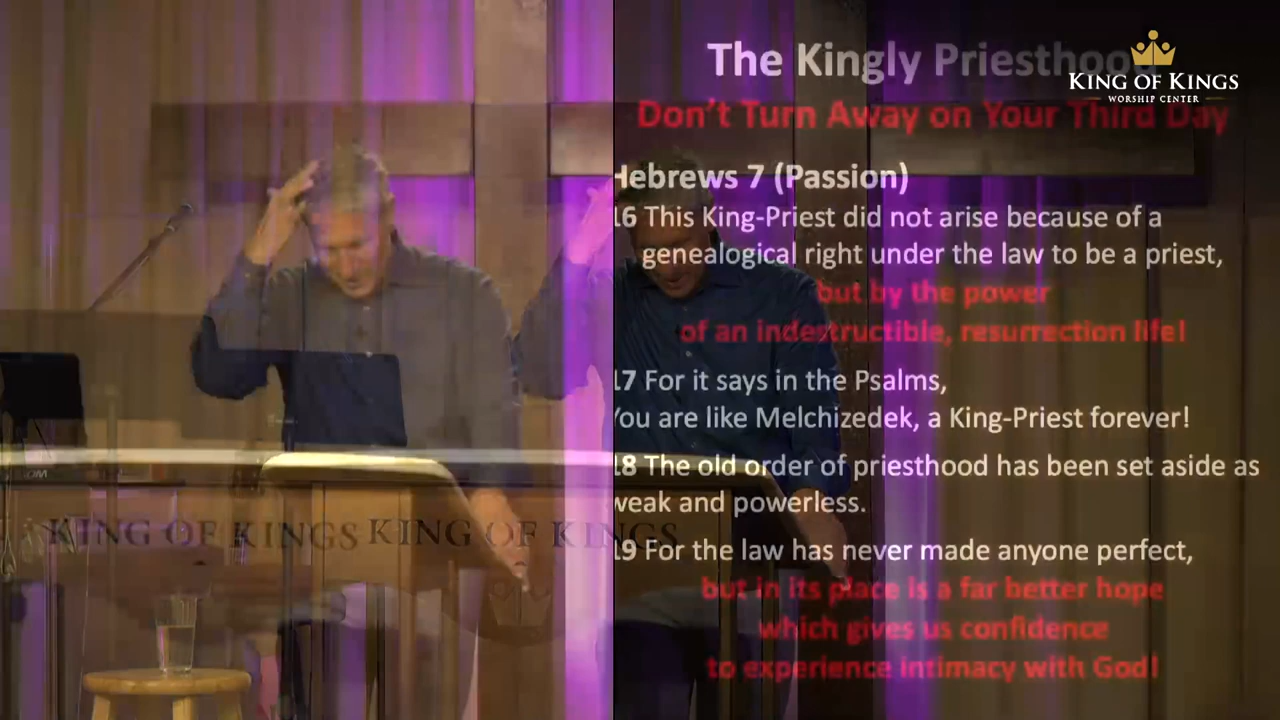 The Kingly Priesthood
KING OF KINGS
WORSHIP CENTER
Don't Turn Away on Your Third Day
Hebrews 7 (Passion)
16 This King-Priest did not arise because of a
genealogical right under the law to be a priest,
but by the power
of an indestructible, resurrection life!
17 For it says in the Psalms,
You are like Melchizedek, a King-Priest forever!
18 The old order of priesthood has been set aside as
weak and powerless.
19 For the law has never made anyone perfect,
but in its place is a far better hope
which gives us confidence
to experience intimacy with God!
KING OF KINGS KING OF KINGS